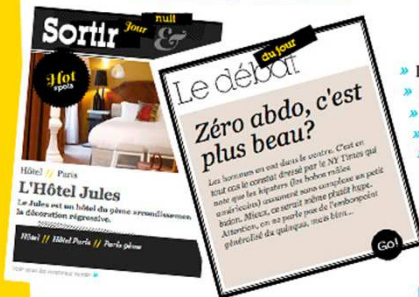 Sortir Jour nuit &
Hot
spots
Hôtel // Paris
L'Hôtel Jules
Le Jules est un hôtel du 9ème arrondissemen
la décoration régressive.
Hôtel // Hôtel Paris // Paris 9ème
Le débat
du jour
Zéro abdo, c'est
plus beau?
Les hommes en ont dans le ventre. C'est en
tout cas le constat dressé par le NY Times qui
note que les hipsters (les bobos mâles
américains) assument sans complexe un petit
bidon. Mieux, ce serait même plutôt hype.
Attention, on ne parle pas de l'embonpoint
généralisé du quinqua, mais bien...
Go!